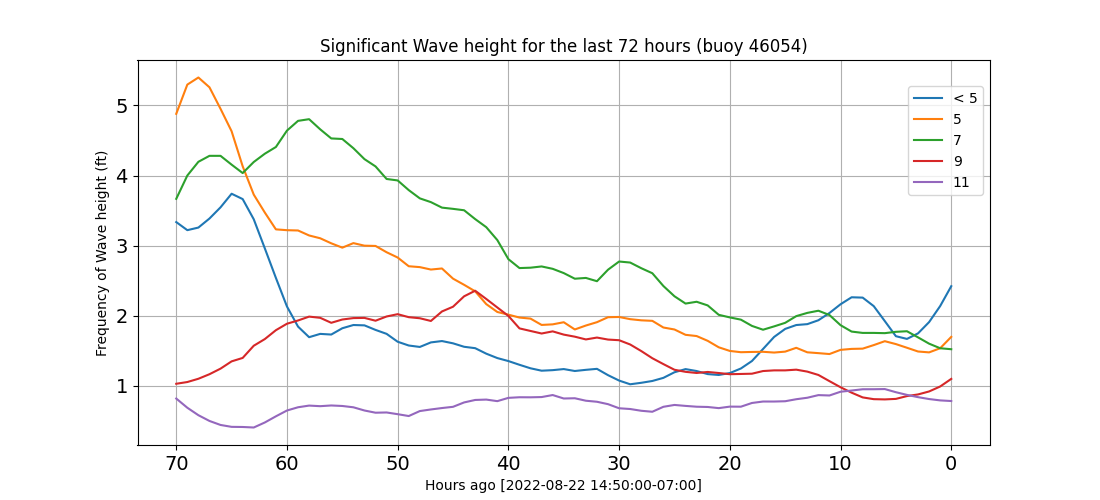 Significant Wave height for the last 72 hours (buoy 46054)
Frequency of Wave height (ft)
5
4
3
2
1
< 5
5
7
9
11
70 60 50 40 30 20 10 0
Hours ago [2022-08-22 14:50:00-07:00]